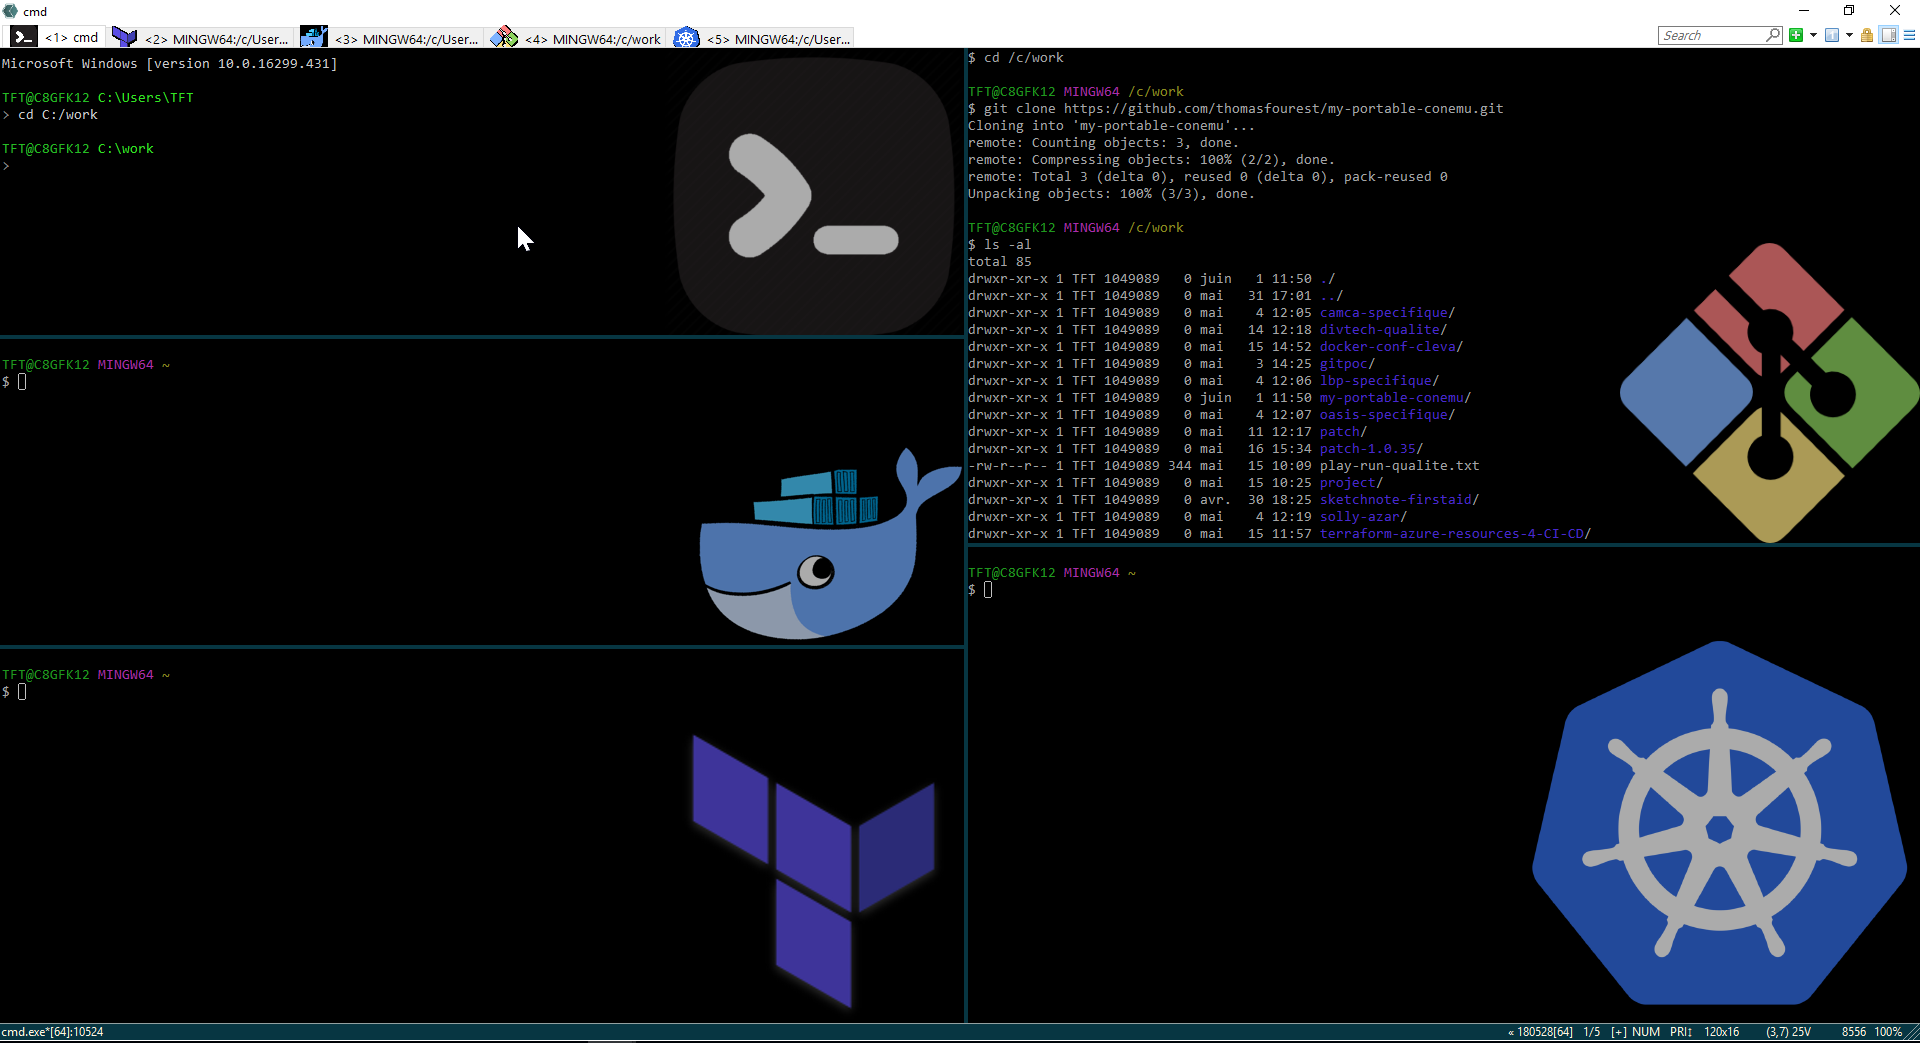 cmd
<1> cmd
<2> MINGW64:/c/User...
<3> MINGW64:/c/User...
<4> MINGW64:/c/work
<5> MINGW64:/c/User...
Search
Microsoft Windows [version 10.0.16299.431]
TFT@C8GFK12 C:\Users\TFT
> cd C:/work
TFT@C8GFK12 C:\work
>
TFT@C8GFK12 MINGW64 ~
$
TFT@C8GFK12 MINGW64 ~
$
$ cd /c/work
TFT@C8GFK12 MINGW64 /c/work
$ git clone https://github.com/thomasfourest/my-portable-conemu.git
Cloning into 'my-portable-conemu'...
remote: Counting objects: 3, done.
remote: Compressing objects: 100% (2/2), done.
remote: Total 3 (delta 0), reused 0 (delta 0), pack-reused 0
Unpacking objects: 100% (3/3), done.
TFT@C8GFK12 MINGW64 /c/work
$ ls -al
total 85
drwxr-xr-x 1 TFT 1049089   0 juin   1 11:50 ./
drwxr-xr-x 1 TFT 1049089   0 mai   31 17:01 ../
drwxr-xr-x 1 TFT 1049089   0 mai    4 12:05 camca-specifique/
drwxr-xr-x 1 TFT 1049089   0 mai   14 12:18 divtech-qualite/
drwxr-xr-x 1 TFT 1049089   0 mai   15 14:52 docker-conf-cleva/
drwxr-xr-x 1 TFT 1049089   0 mai    3 14:25 gitpoc/
drwxr-xr-x 1 TFT 1049089   0 mai    4 12:06 lbp-specifique/
drwxr-xr-x 1 TFT 1049089   0 juin   1 11:50 my-portable-conemu/
drwxr-xr-x 1 TFT 1049089   0 mai    4 12:07 oasis-specifique/
drwxr-xr-x 1 TFT 1049089   0 mai   11 12:17 patch/
drwxr-xr-x 1 TFT 1049089   0 mai   16 15:34 patch-1.0.35/
-rw-r--r-- 1 TFT 1049089 344 mai   15 10:09 play-run-qualite.txt
drwxr-xr-x 1 TFT 1049089   0 mai   15 10:25 project/
drwxr-xr-x 1 TFT 1049089   0 avr.  30 18:25 sketchnote-firstaid/
drwxr-xr-x 1 TFT 1049089   0 mai    4 12:19 solly-azar/
drwxr-xr-x 1 TFT 1049089   0 mai   15 11:57 terraform-azure-resources-4-CI-CD/
TFT@C8GFK12 MINGW64 ~
$
cmd.exe*[64]:10524
« 180528[64] 1/5 [+] NUM PRI↕ 120x16 (3,7) 25V 8556 100%